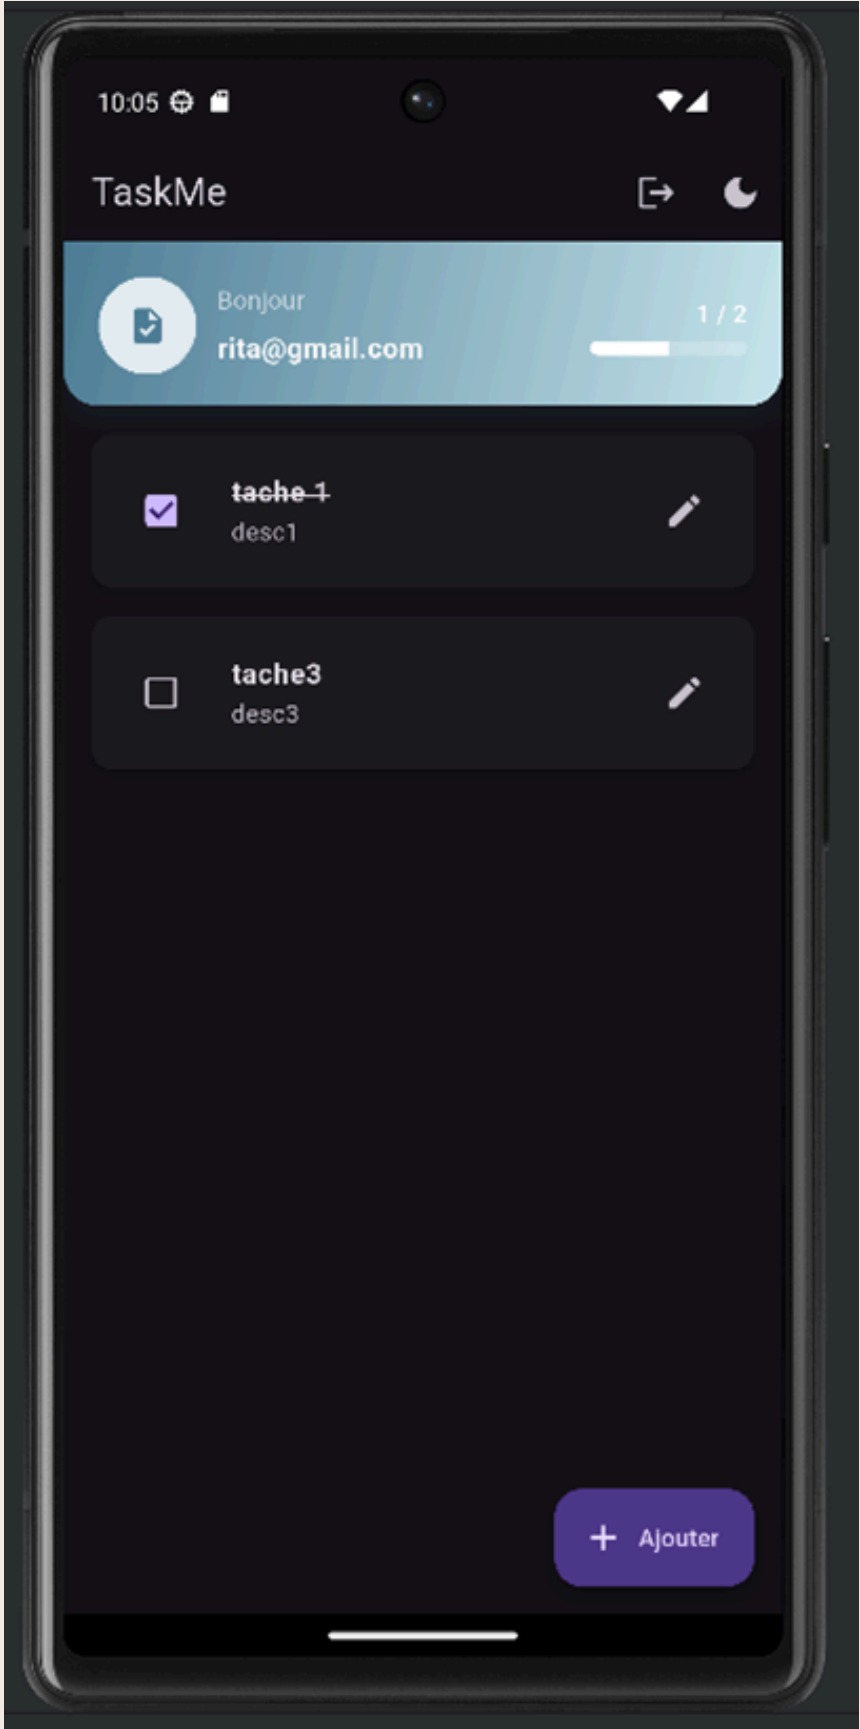 10:05
TaskMe
Bonjour
rita@gmail.com
1 / 2
tache 1
desc1
tache3
desc3
Ajouter